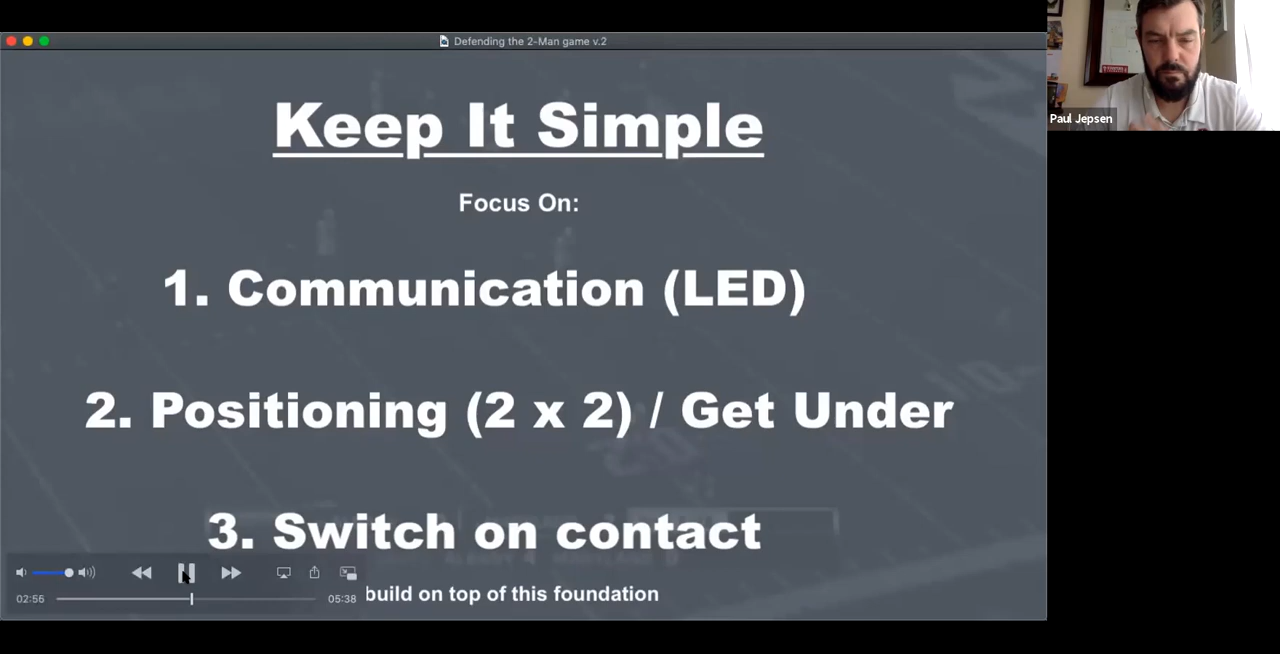 Defending the 2-Man game v.2
Keep It Simple
Focus On:
1. Communication (LED)
2. Positioning (2 x 2) / Get Under
3. Switch on contact
build on top of this foundation
02:56
05:38
Paul Jepsen